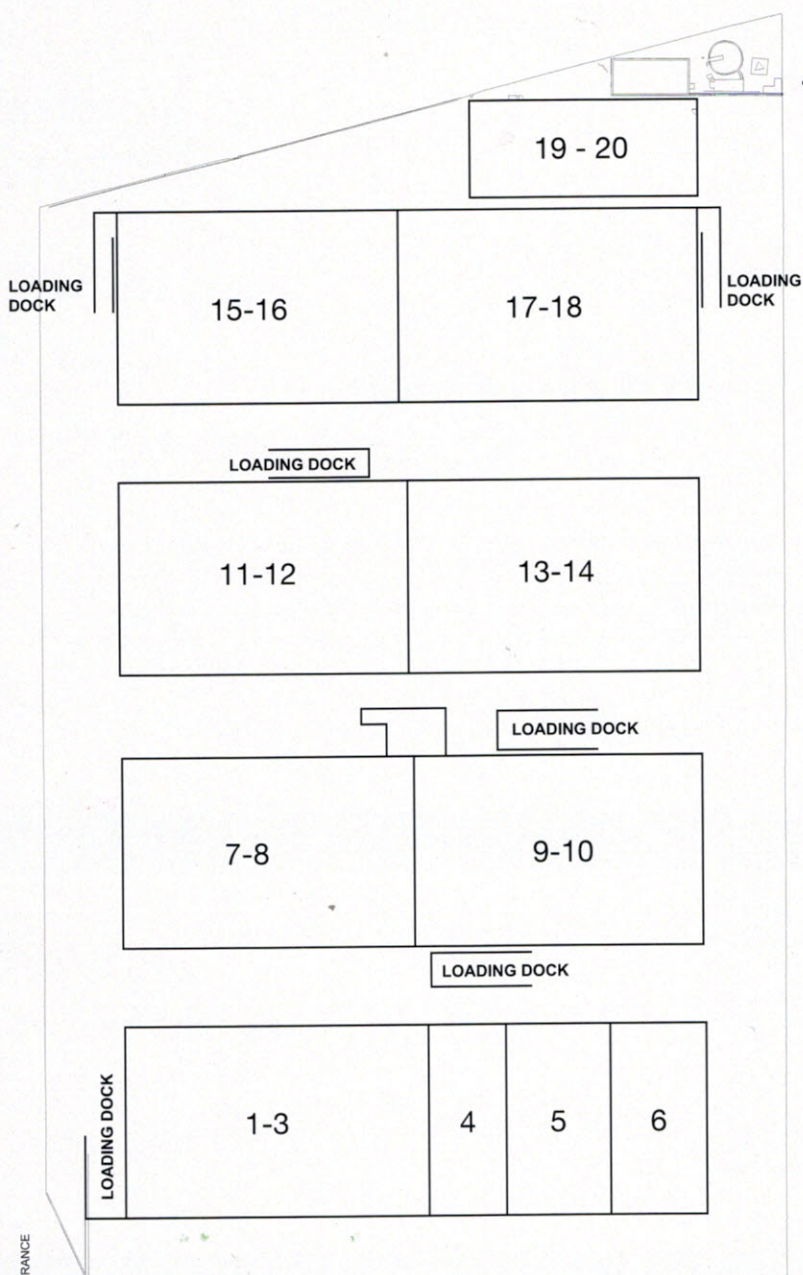 19 - 20
LOADING
DOCK
15-16
17-18
LOADING
DOCK
LOADING DOCK
11-12
13-14
LOADING DOCK
7-8
9-10
LOADING DOCK
LOADING DOCK
1-3
4
5
6
RANCE